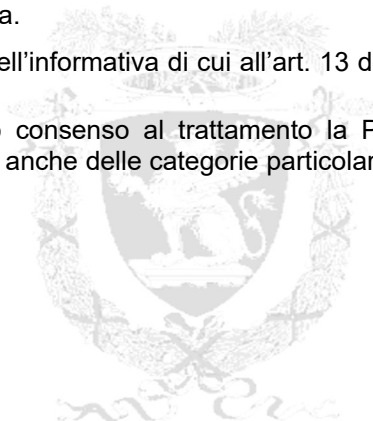 a.
ell’informativa di cui all’art. 13 d
o consenso al trattamento la P
anche delle categorie particolar